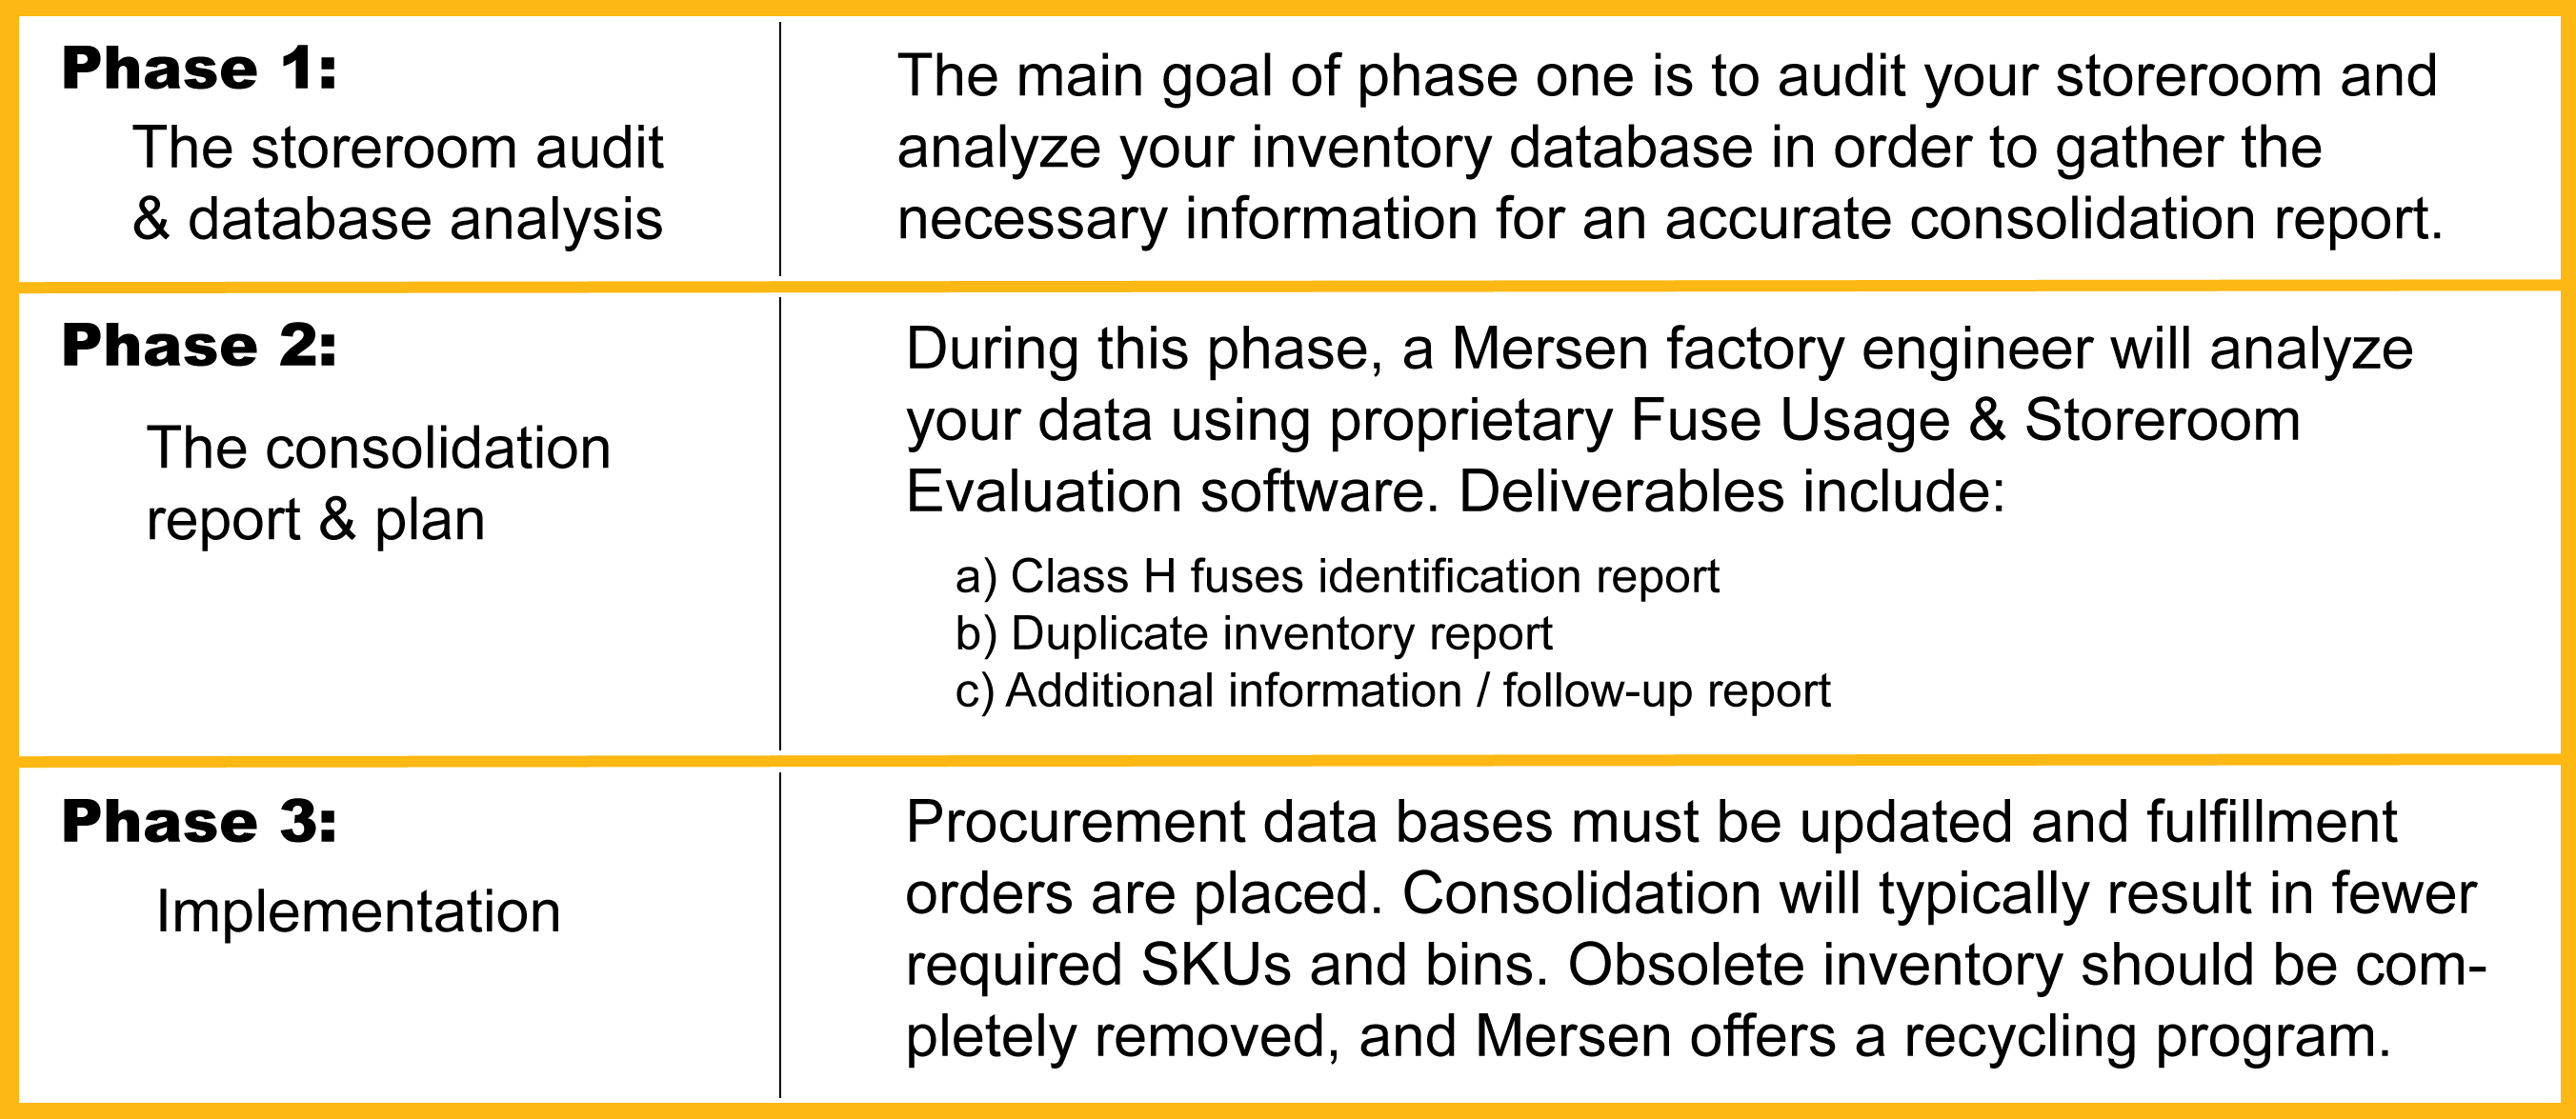 Phase 1:
The storeroom audit
& database analysis
The main goal of phase one is to audit your storeroom and
analyze your inventory database in order to gather the
necessary information for an accurate consolidation report.
Phase 2:
The consolidation
report & plan
During this phase, a Mersen factory engineer will analyze
your data using proprietary Fuse Usage & Storeroom
Evaluation software. Deliverables include:
a) Class H fuses identification report
b) Duplicate inventory report
c) Additional information / follow-up report
Phase 3:
Implementation
Procurement data bases must be updated and fulfillment
orders are placed. Consolidation will typically result in fewer
required SKUs and bins. Obsolete inventory should be com-
pletely removed, and Mersen offers a recycling program.